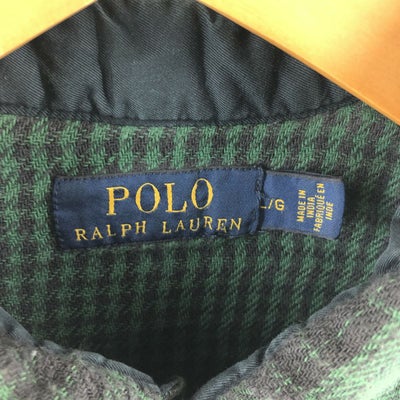 POLO
RALPH LAUREN
L/G
MADE IN
INDIA
FABRIQUÉ EN
INDE